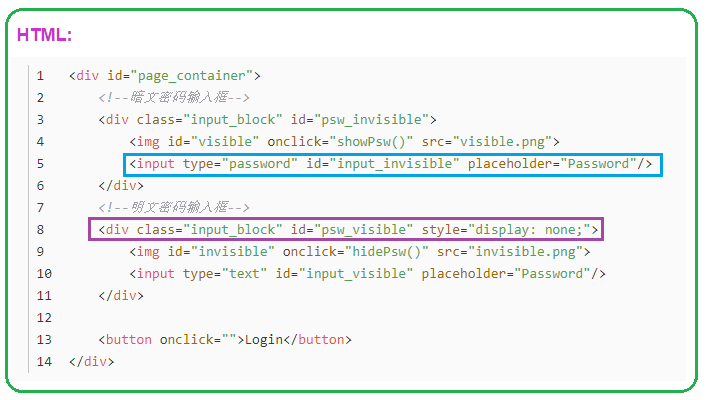 HTML:
1 <div id="page_container">
2 <!--暗文密码输入框-->
3 <div class="input_block" id="psw_invisible">
4 <img id="visible" onclick="showPsw()" src="visible.png">
5 <input type="password" id="input_invisible" placeholder="Password"/>
6 </div>
7 <!--明文密码输入框-->
8 <div class="input_block" id="psw_visible" style="display: none;">
9 <img id="invisible" onclick="hidePsw()" src="invisible.png">
10 <input type="text" id="input_visible" placeholder="Password"/>
11 </div>
12
13 <button onclick="">Login</button>
14 </div>